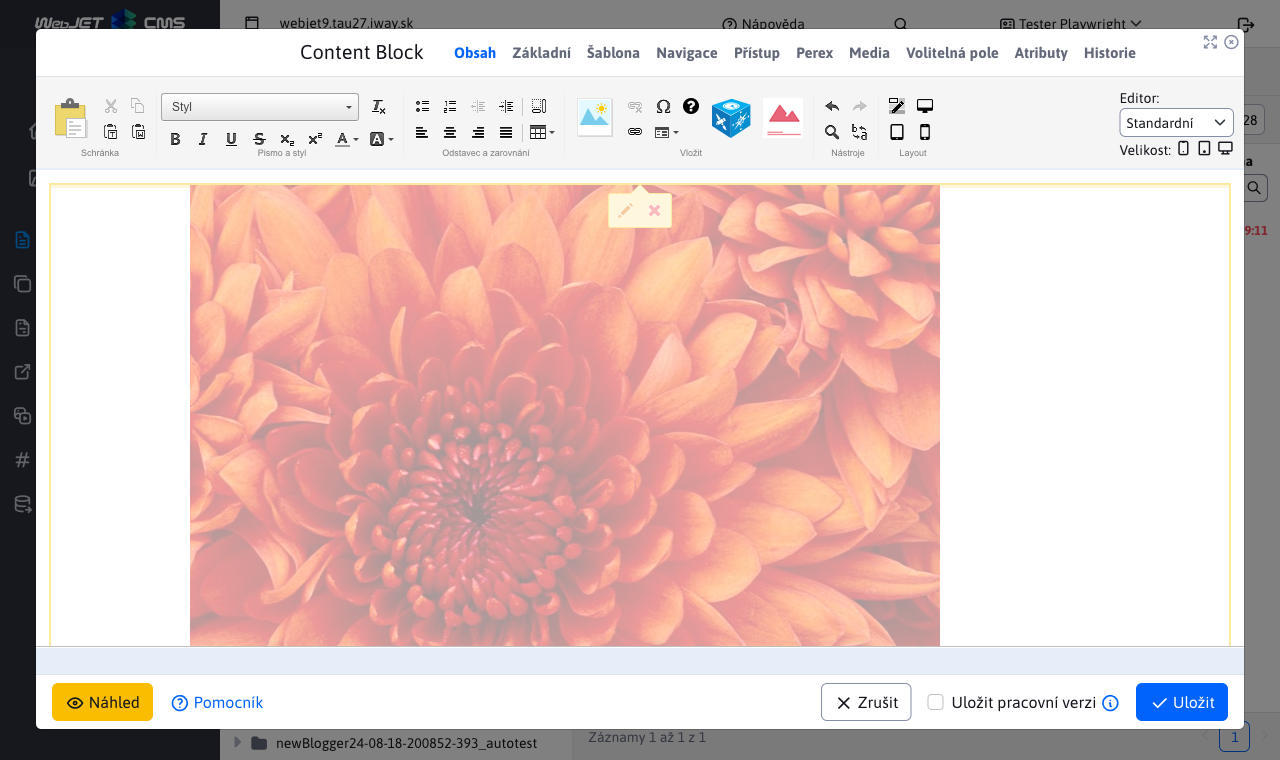 WebJET CMS
webjet9.tau27.iway.sk
Nápověda
Tester Playwright
Content Block
Obsah Základní Šablona Navigace Přístup Perex Media Volitelná pole Atributy Historie
Styl
Schránka
Písmo a styl
Odstavec a zarovnání
Vložit
Nástroje
Layout
Editor:
Standardní
Velikost:
28
na
9:11
Náhled
Pomocník
Zrušit
Uložit pracovní verzi
Uložit
newBlogger24-08-18-200852-393_autotest
Záznamy 1 až 1 z 1
1